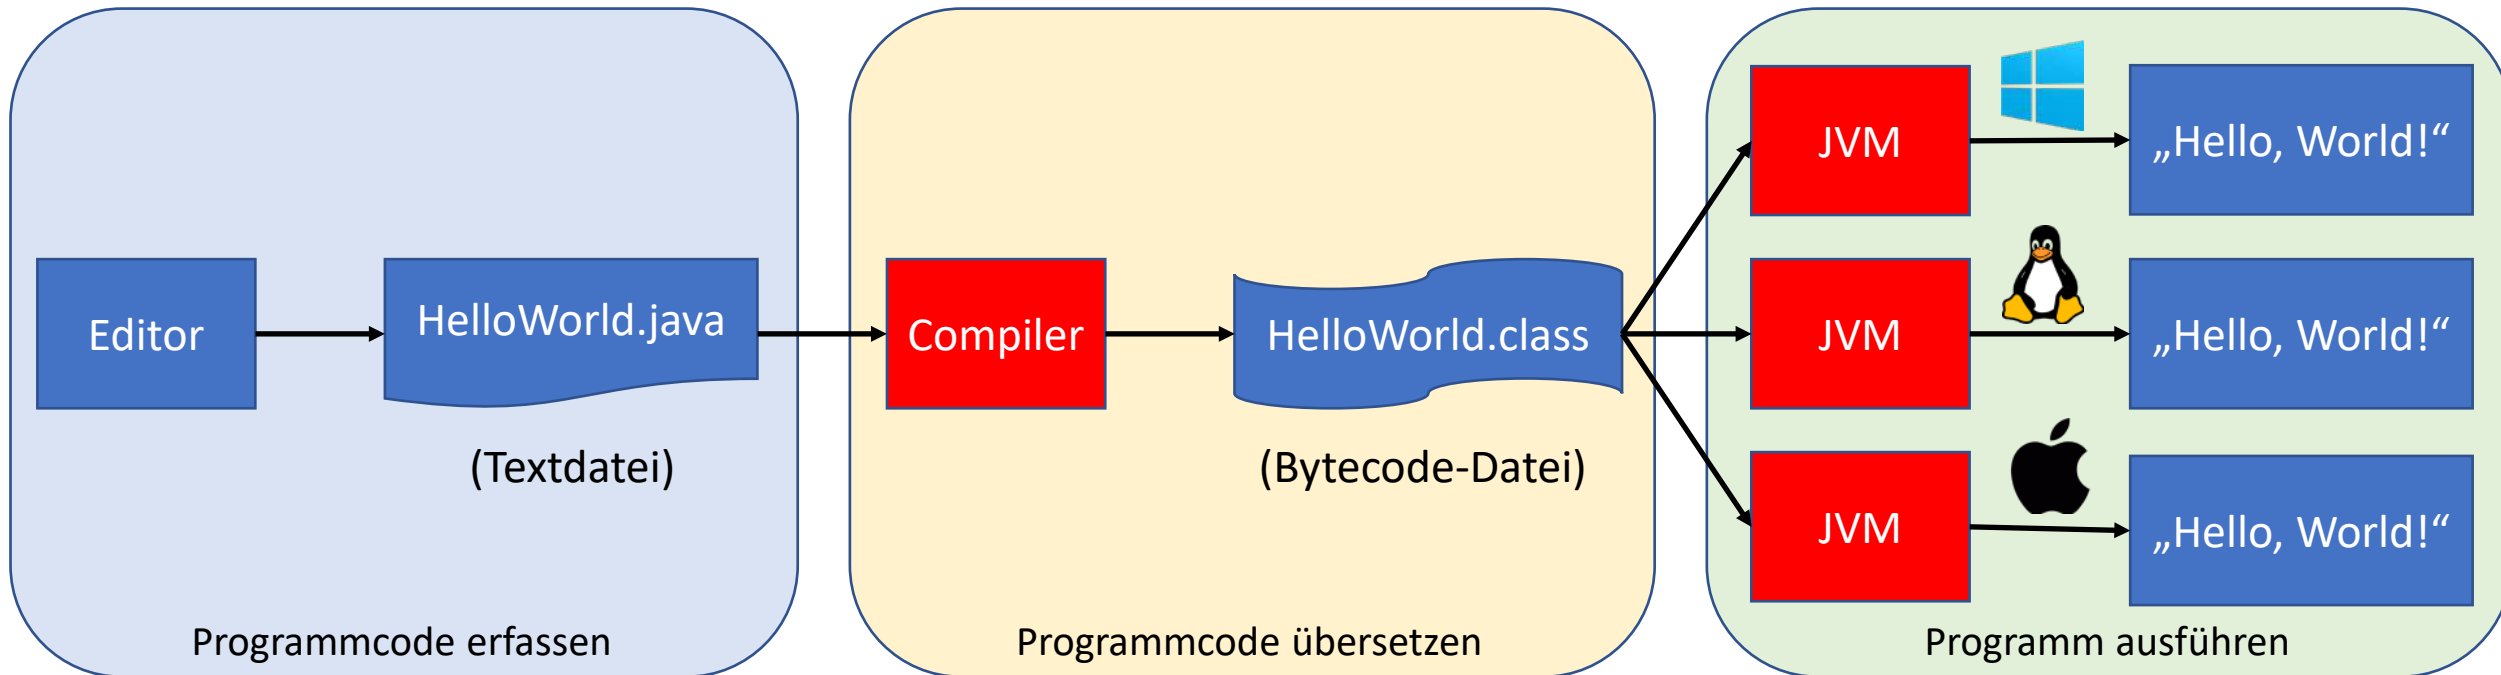 Editor
HelloWorld.java
(Textdatei)
Programmcode erfassen
Compiler
HelloWorld.class
(Bytecode-Datei)
Programmcode übersetzen
JVM
„Hello, World!“
JVM
„Hello, World!“
JVM
„Hello, World!“
Programm ausführen